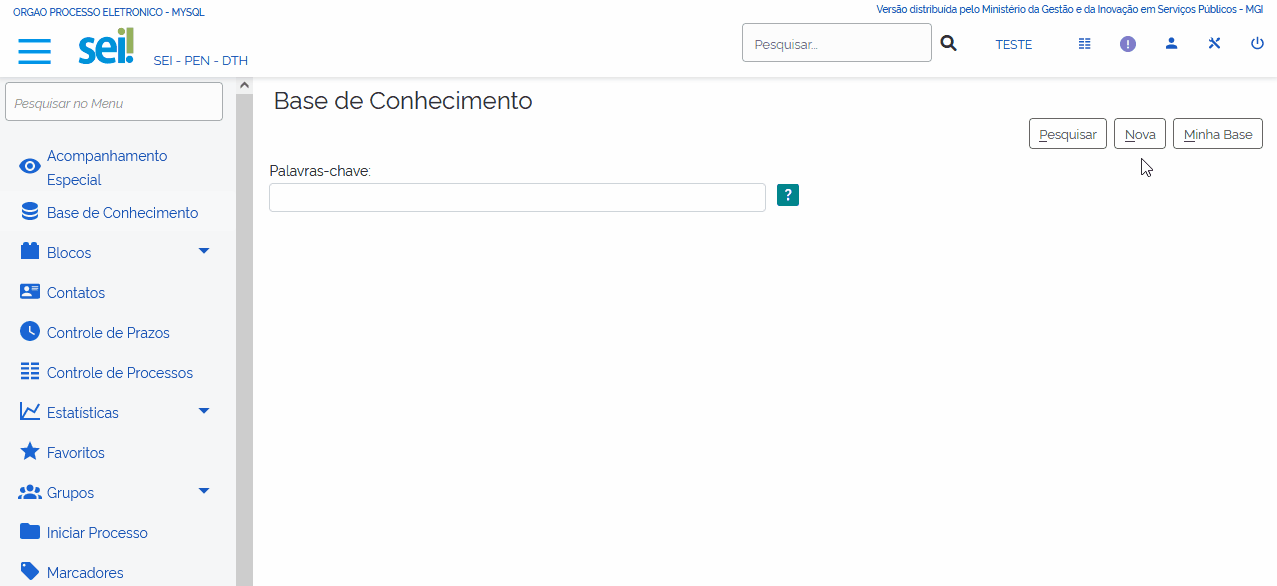 ORGAO PROCESSO ELETRONICO - MYSQL
Versão distribuída pelo Ministério da Gestão e da Inovação em Serviços Públicos - MGI
sei!
SEI - PEN - DTH
Pesquisar...
TESTE
Pesquisar no Menu
Base de Conhecimento
Pesquisar
Nova
Minha Base
Palavras-chave:
?
Acompanhamento
Especial
Base de Conhecimento
Blocos
Contatos
Controle de Prazos
Controle de Processos
Estatísticas
Favoritos
Grupos
Iniciar Processo
Marcadores